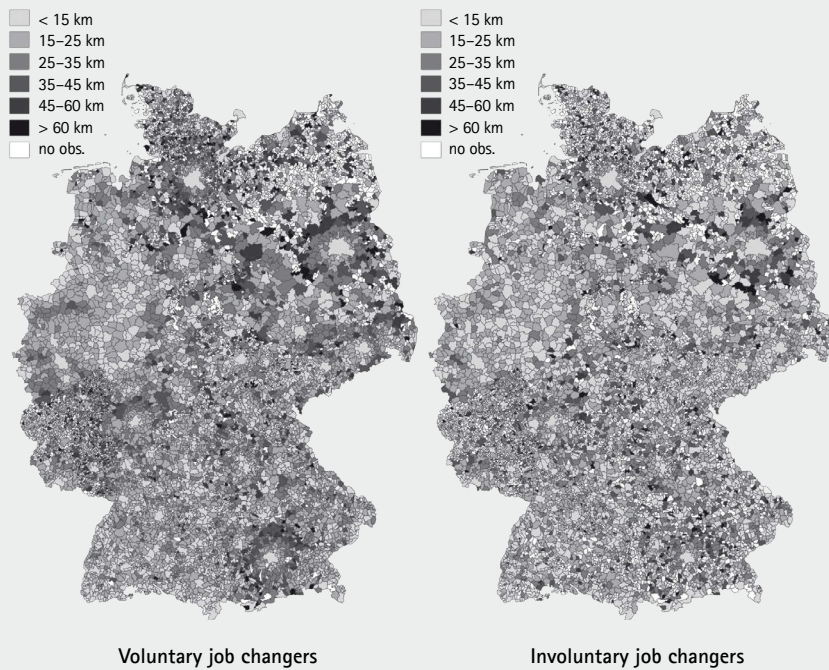 < 15 km
15–25 km
25–35 km
35–45 km
45–60 km
> 60 km
no obs.
< 15 km
15–25 km
25–35 km
35–45 km
45–60 km
> 60 km
no obs.
Voluntary job changers
Involuntary job changers